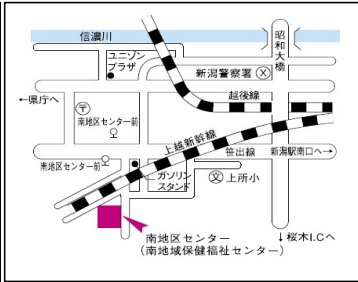 信濃川
昭和大橋
ユニゾン
プラザ
新潟警察署
越後線
←県庁へ
〒
南地区センター前
上越新幹線
笹出線
新潟駅南口へ→
南地区センター前
ガソリン
スタンド
文
上所小
南地区センター
(南地域保健福祉センター)
↓桜木I.Cへ